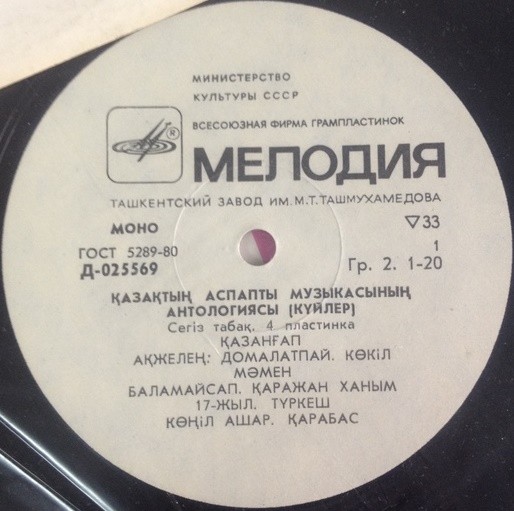 МИНИСТЕРСТВО
КУЛЬТУРЫ СССР
ВСЕСОЮЗНАЯ ФИРМА ГРАМПЛАСТИНОК
® МЕЛОДИЯ
ТАШКЕНТСКИЙ ЗАВОД ИМ. М.Т.ТАШМУХАМЕДОВА
МОНО ▽33
ГОСТ 5289-80 1
Д-025569 Гр. 2. 1-20
ҚАЗАҚТЫҢ АСПАПТЫ МУЗЫКАСЫНЫҢ
АНТОЛОГИЯСЫ (КҮЙЛЕР)
Сегіз табақ. 4 пластинка
ҚАЗАНҒАП
АҚЖЕЛЕҢ: ДОМАЛАТПАЙ. КӨКІЛ
МӘМЕН
БАЛАМАЙСАП. ҚАРАЖАН ХАНЫМ
17-ЖЫЛ. ТҮРКЕШ
КӨҢІЛ АШАР. ҚАРАБАС